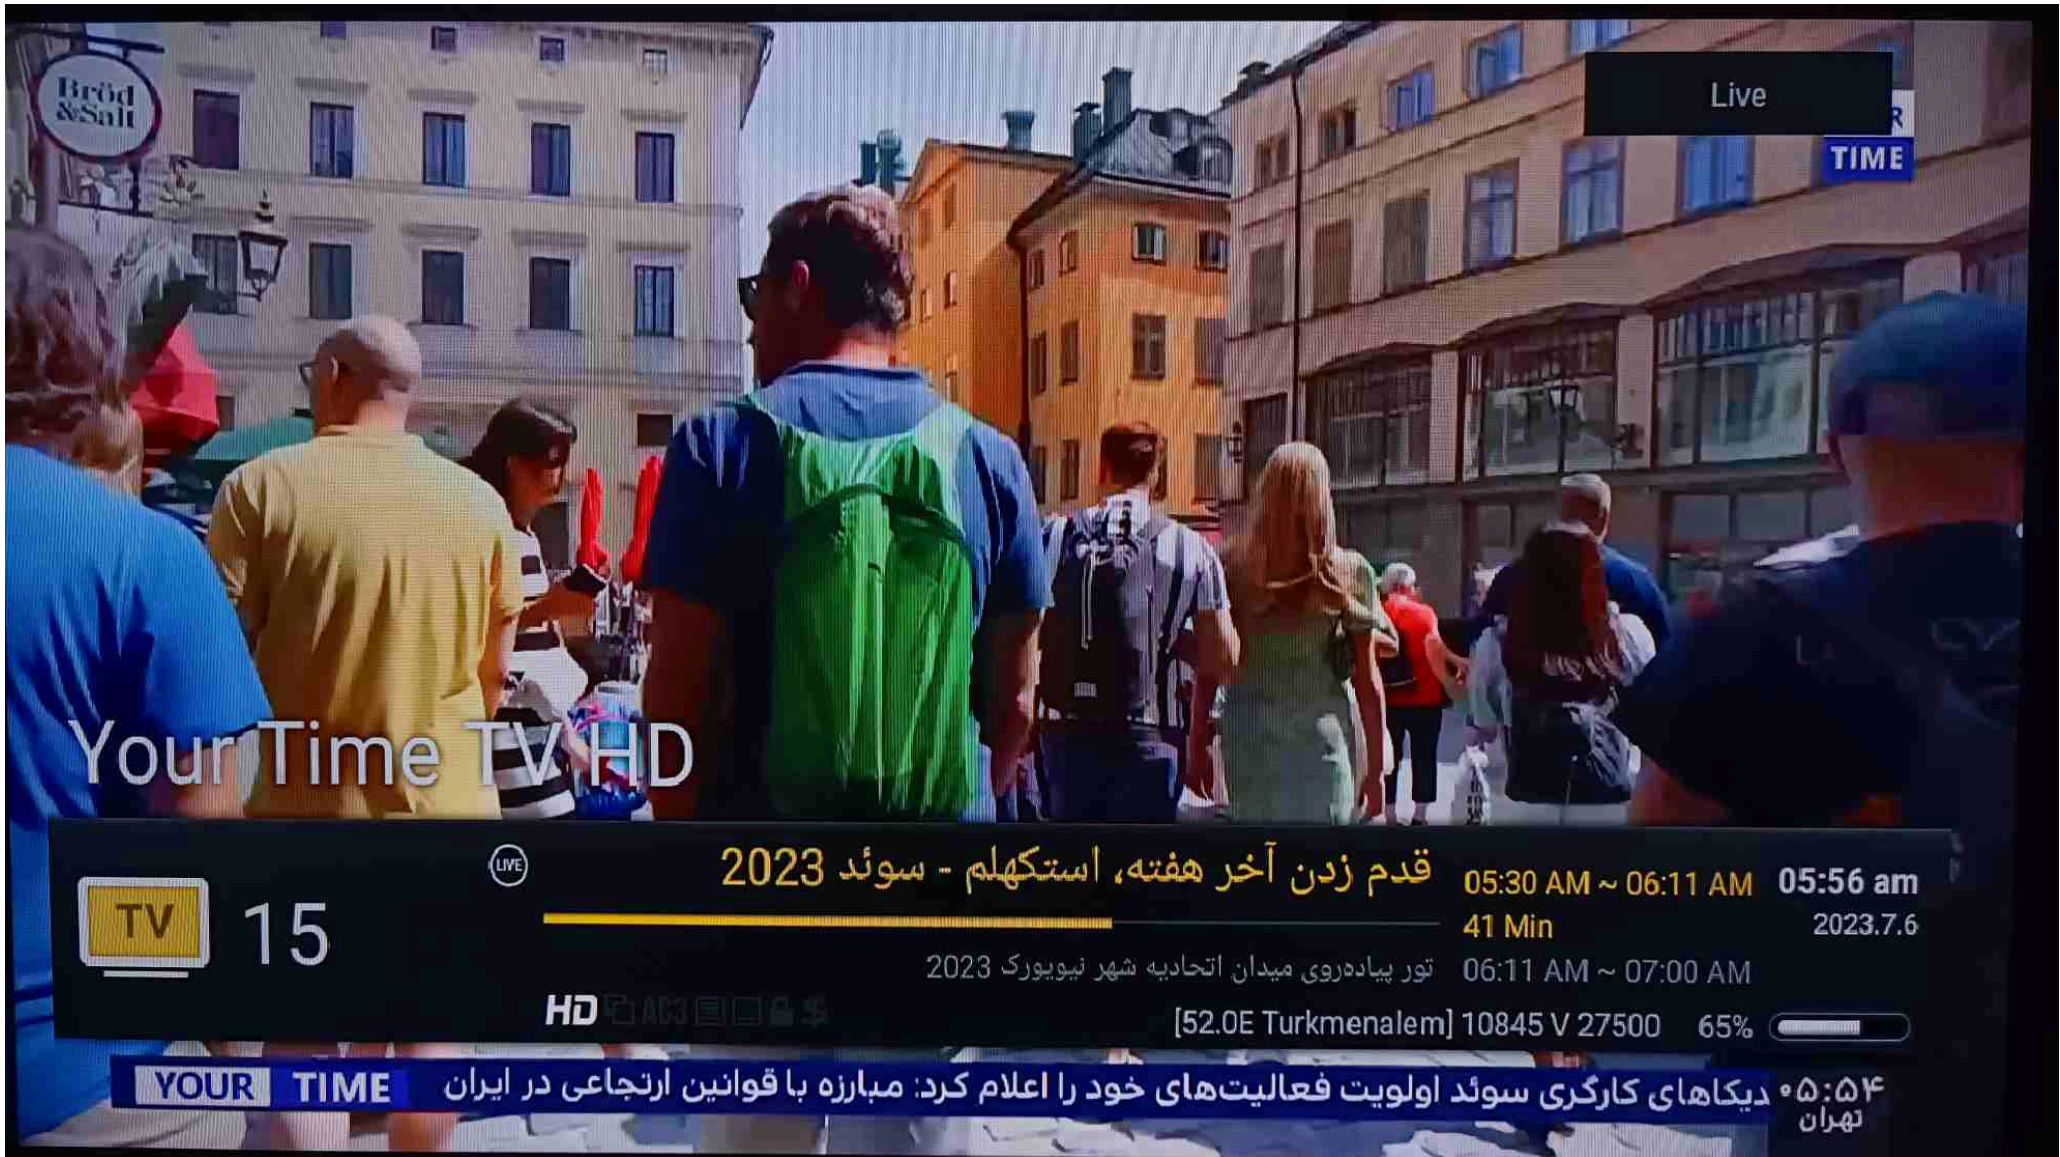 Bröd
&Salt
Live
R
TIME
Your Time TV HD
TV
15
LIVE
قدم زدن آخر هفته، استکهلم - سوئد 2023
05:30 AM ~ 06:11 AM
05:56 am
41 Min
2023.7.6
تور پیاده‌روی میدان اتحادیه شهر نیویورک 2023
06:11 AM ~ 07:00 AM
HD
AC3
$
[52.0E Turkmenalem] 10845 V 27500
65%
YOUR TIME
دیکاهای کارگری سوئد اولویت فعالیت‌های خود را اعلام کرد: مبارزه با قوانین ارتجاعی در ایران
۰۵:۵۴
تهران